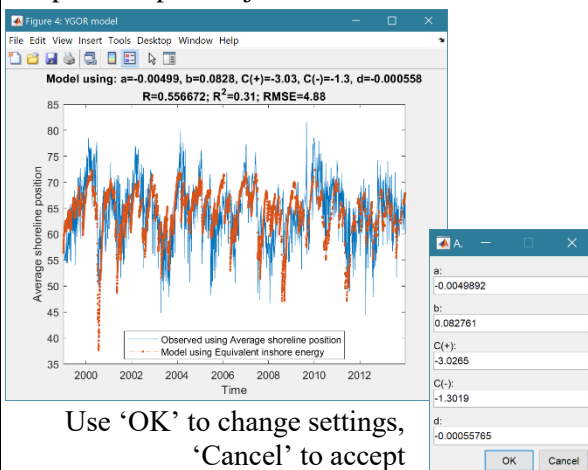 Figure 4: YGOR model
File Edit View Insert Tools Desktop Window Help
Model using: a=-0.00499, b=0.0828, C(+)=-3.03, C(-)=-1.3, d=-0.000558
R=0.556672; R²=0.31; RMSE=4.88
85
80
75
70
65
60
55
50
45
40
35
Average shoreline position
Observed using Average shoreline position
Model using Equivalent inshore energy
2000 2002 2004 2006 2008 2010 2012
Time
A.
a:
-0.0049892
b:
0.082761
C(+):
-3.0265
C(-):
-1.3019
d:
-0.00055765
OK Cancel
Use ‘OK’ to change settings,
‘Cancel’ to accept